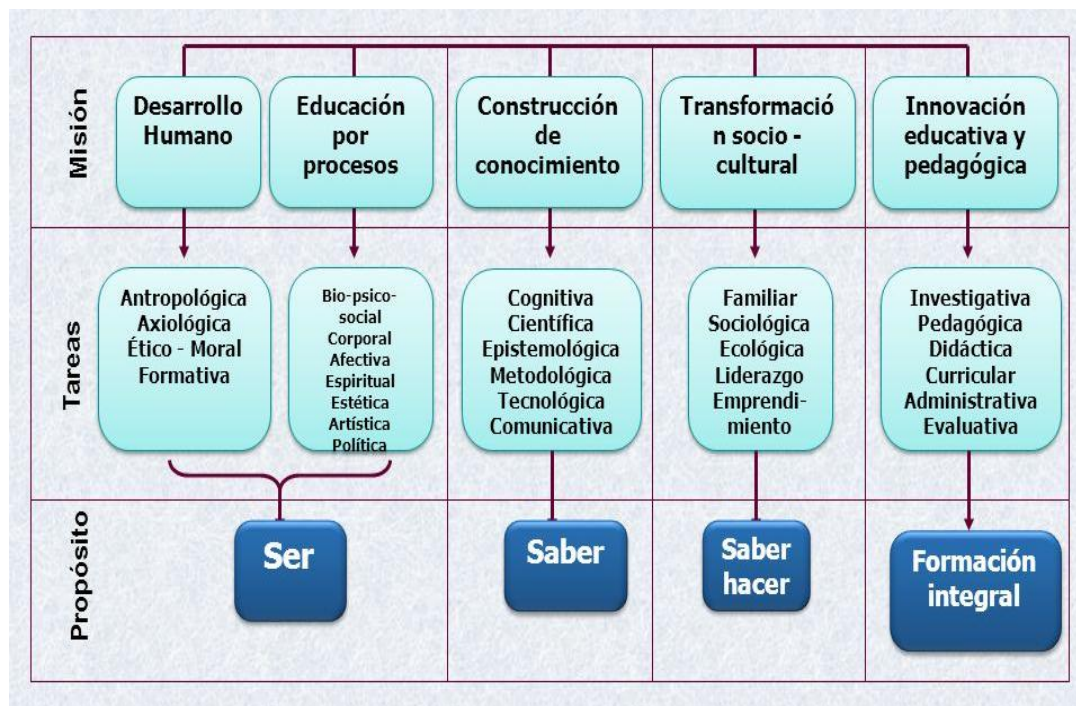 Misión
Desarrollo
Humano
Educación
por
procesos
Construcción
de
conocimiento
Transformació
n socio -
cultural
Innovación
educativa y
pedagógica
Tareas
Antropológica
Axiológica
Ético - Moral
Formativa
Bio-psico-
social
Corporal
Afectiva
Espiritual
Estética
Artística
Política
Cognitiva
Científica
Epistemológica
Metodológica
Tecnológica
Comunicativa
Familiar
Sociológica
Ecológica
Liderazgo
Emprendi-
miento
Investigativa
Pedagógica
Didáctica
Curricular
Administrativa
Evaluativa
Propósito
Ser
Saber
Saber
hacer
Formación
integral